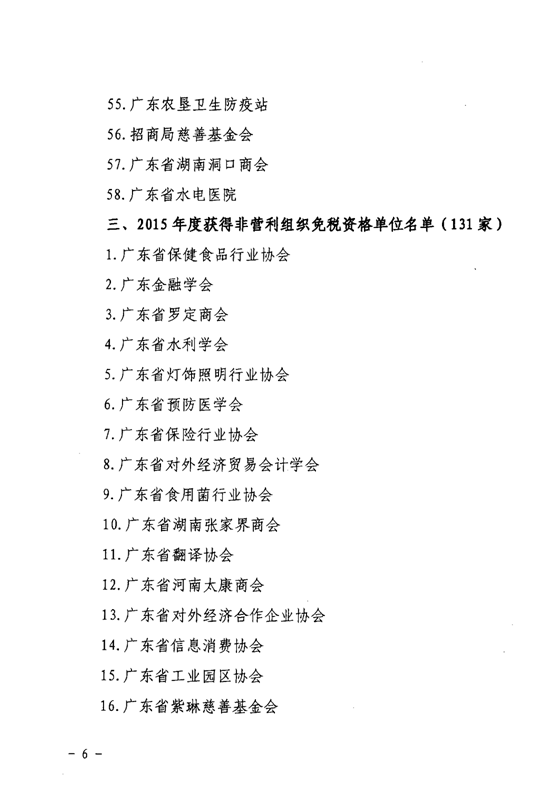 55.广东农垦卫生防疫站
56.招商局慈善基金会
57.广东省湖南洞口商会
58.广东省水电医院
三、2015 年度获得非营利组织免税资格单位名单（131 家）
1.广东省保健食品行业协会
2.广东金融学会
3.广东省罗定商会
4.广东省水利学会
5.广东省灯饰照明行业协会
6.广东省预防医学会
7.广东省保险行业协会
8.广东省对外经济贸易会计学会
9.广东省食用菌行业协会
10.广东省湖南张家界商会
11.广东省翻译协会
12.广东省河南太康商会
13.广东省对外经济合作企业协会
14.广东省信息消费协会
15.广东省工业园区协会
16.广东省紫琳慈善基金会
- 6 -